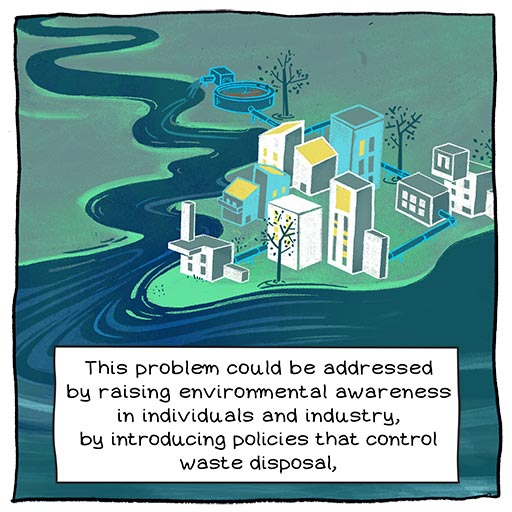 This problem could be addressed
by raising environmental awareness
in individuals and industry,
by introducing policies that control
waste disposal,